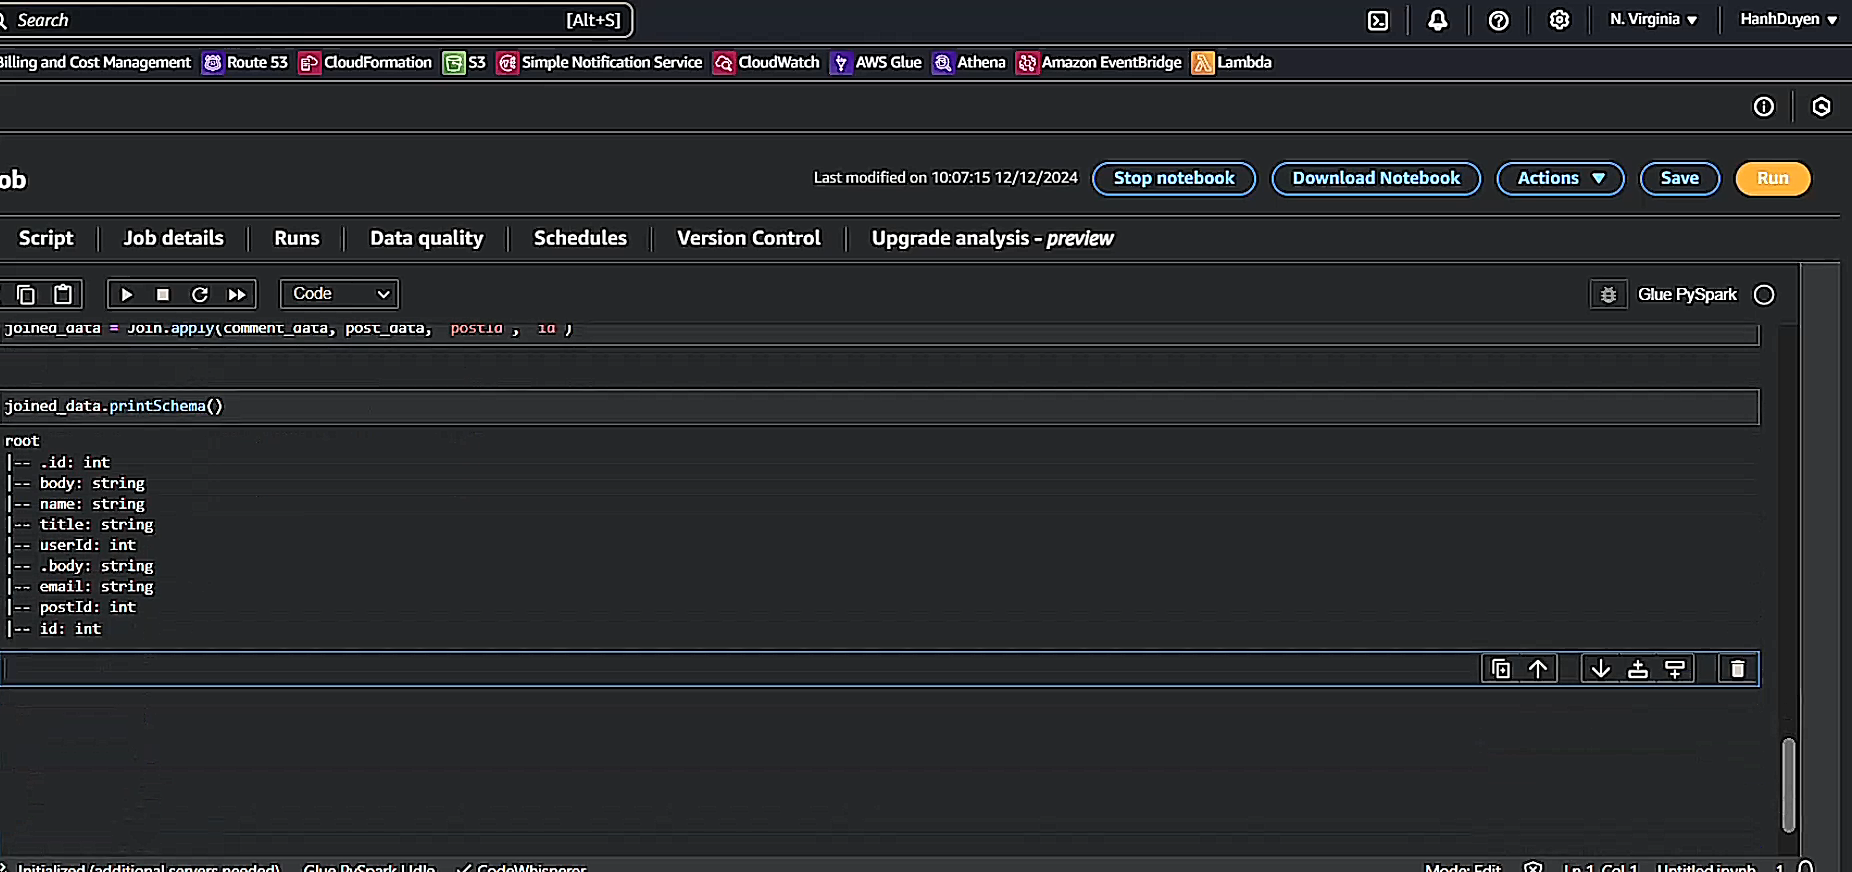 Search [Alt+S] N. Virginia HanhDuyen
Billing and Cost Management Route 53 CloudFormation S3 Simple Notification Service CloudWatch AWS Glue Athena Amazon EventBridge Lambda
ob Last modified on 10:07:15 12/12/2024 Stop notebook Download Notebook Actions Save Run
Script Job details Runs Data quality Schedules Version Control Upgrade analysis - preview
Code Glue PySpark
joined_data = Join.apply(comment_data, post_data, 'postId', 'id')
joined_data.printSchema()
root
|-- .id: int
|-- body: string
|-- name: string
|-- title: string
|-- userId: int
|-- .body: string
|-- email: string
|-- postId: int
|-- id: int
Initialized (additional servers needed) Glue PySpark | Idle CodeWhisperer Mode: Edit Ln 1, Col 1 Untitled.ipynb 1